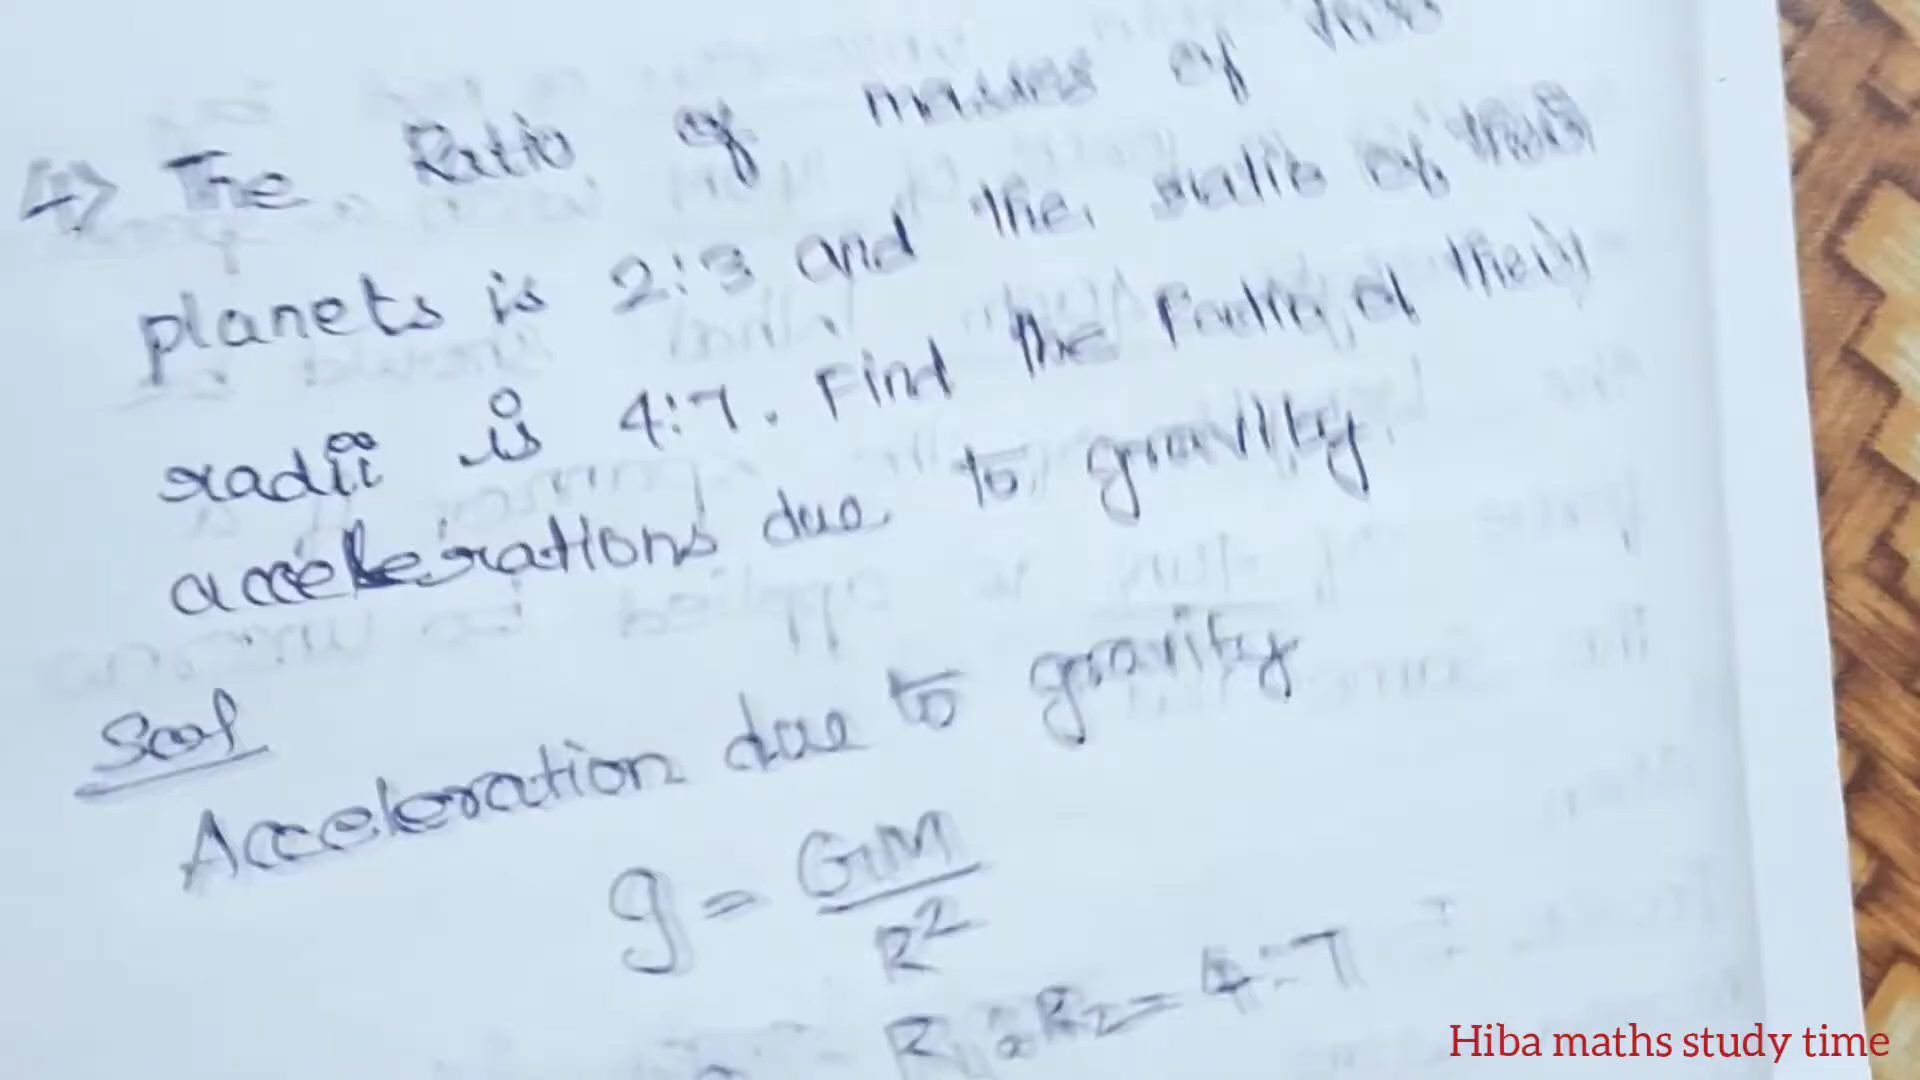 4) The Ratio of masses of two
planets is 2:3 and the ratio of their
radii is 4:7. Find the ratio of their
accelerations due to gravity
Sol
Acceleration due to gravity
g = GM
R²
R₁:R₂ = 4:7
Hiba maths study time